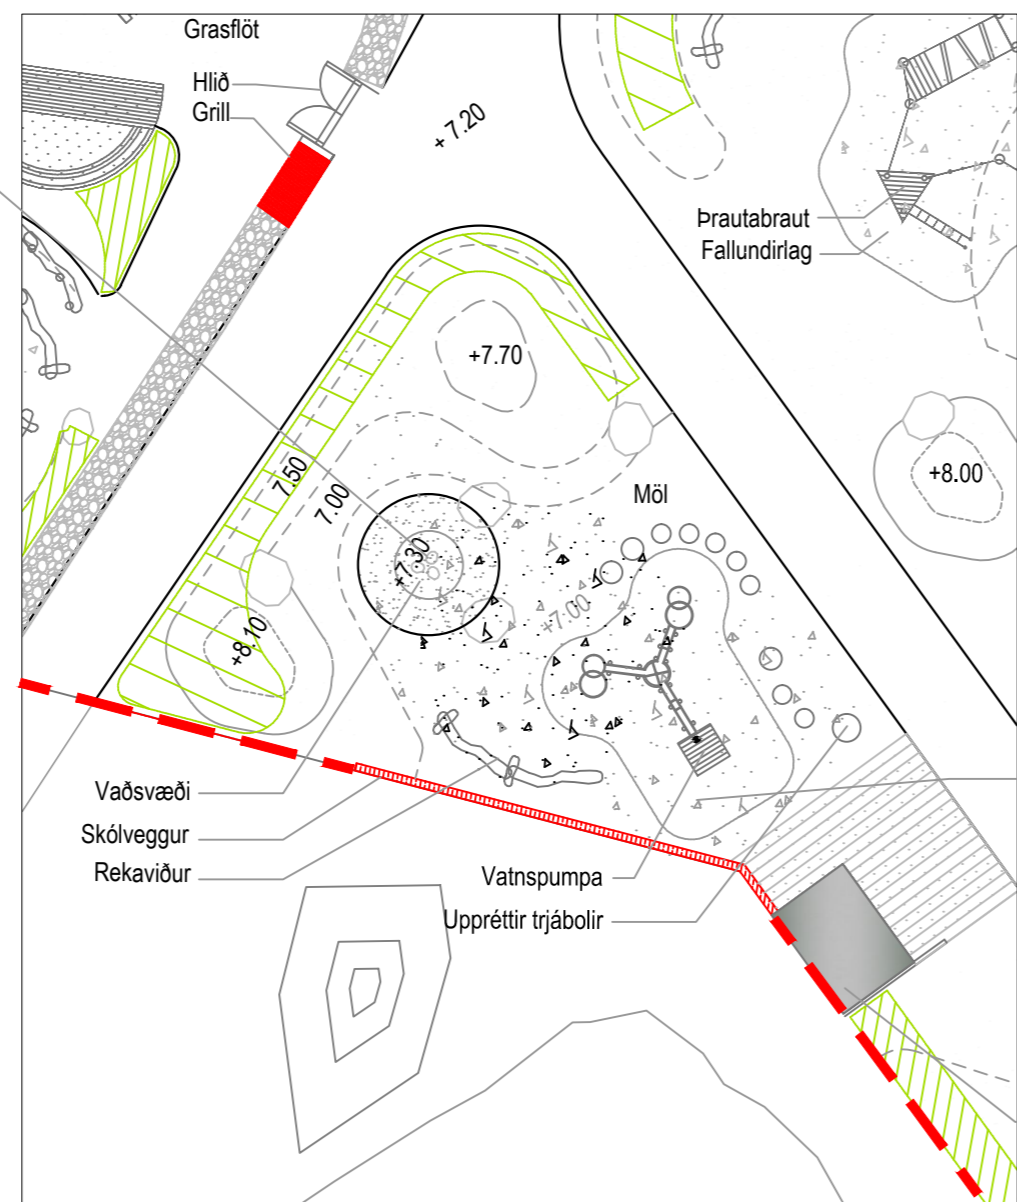 Grasflöt
Hlið
Grill
+ 7.20
Þrautabraut
Fallundirlag
+7.70
+8.00
7.50
7.00
Möl
+7.30
+7.00
+8.10
Vaðsvæði
Skólveggur
Rekaviður
Vatnspumpa
Uppréttir trjábolir